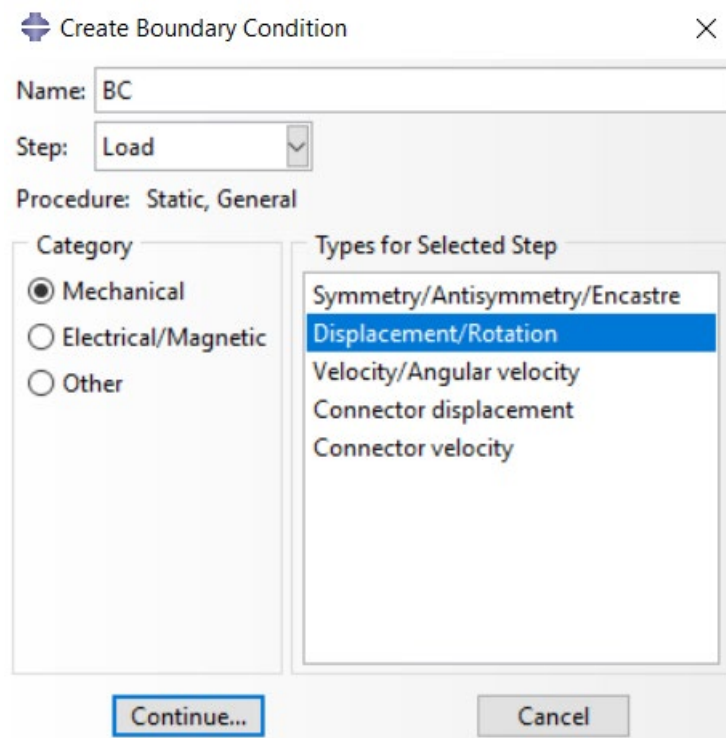 Create Boundary Condition
Name: BC
Step: Load
Procedure: Static, General
Category
Mechanical
Electrical/Magnetic
Other
Types for Selected Step
Symmetry/Antisymmetry/Encastre
Displacement/Rotation
Velocity/Angular velocity
Connector displacement
Connector velocity
Continue...
Cancel